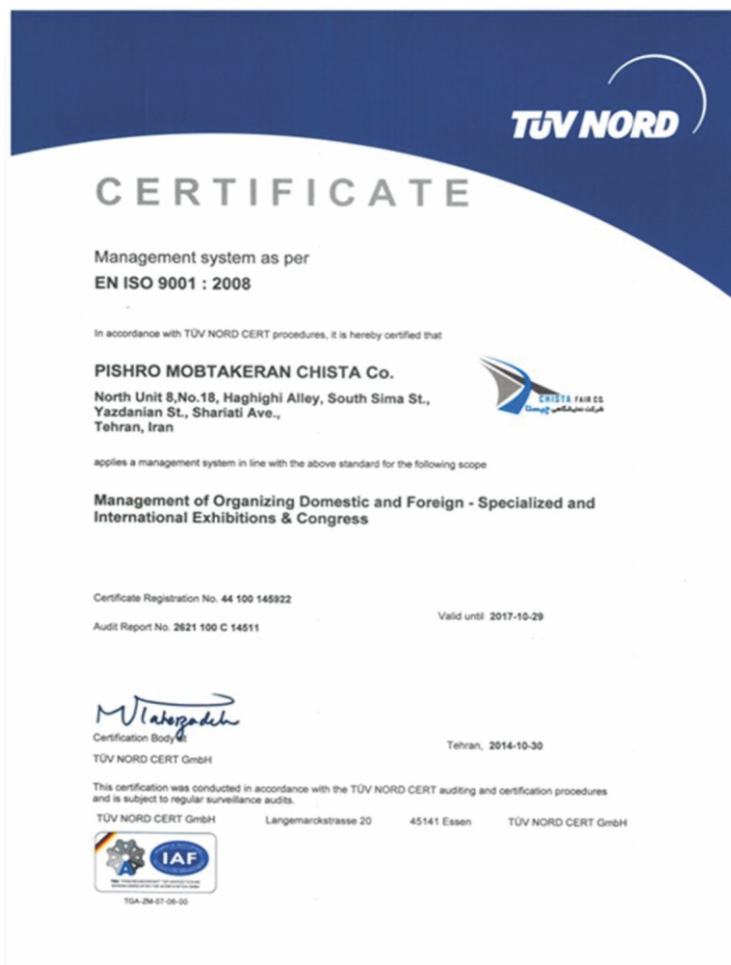 TÜV NORD
CERTIFICATE
Management system as per
EN ISO 9001 : 2008
In accordance with TÜV NORD CERT procedures, it is hereby certified that
PISHRO MOBTAKERAN CHISTA Co.
North Unit 8,No.18, Haghighi Alley, South Sima St.,
Yazdanian St., Shariati Ave.,
Tehran, Iran
CHISTA FAIR CO.
شرکت نمایشگاهی چیستا
applies a management system in line with the above standard for the following scope
Management of Organizing Domestic and Foreign - Specialized and
International Exhibitions & Congress
Certificate Registration No. 44 100 145922
Valid until 2017-10-29
Audit Report No. 2621 100 C 14511
Certification Body at
TÜV NORD CERT GmbH
Tehran, 2014-10-30
This certification was conducted in accordance with the TÜV NORD CERT auditing and certification procedures
and is subject to regular surveillance audits.
TÜV NORD CERT GmbH Langemarckstrasse 20 45141 Essen TÜV NORD CERT GmbH
IAF
TGA-ZM-07-06-00